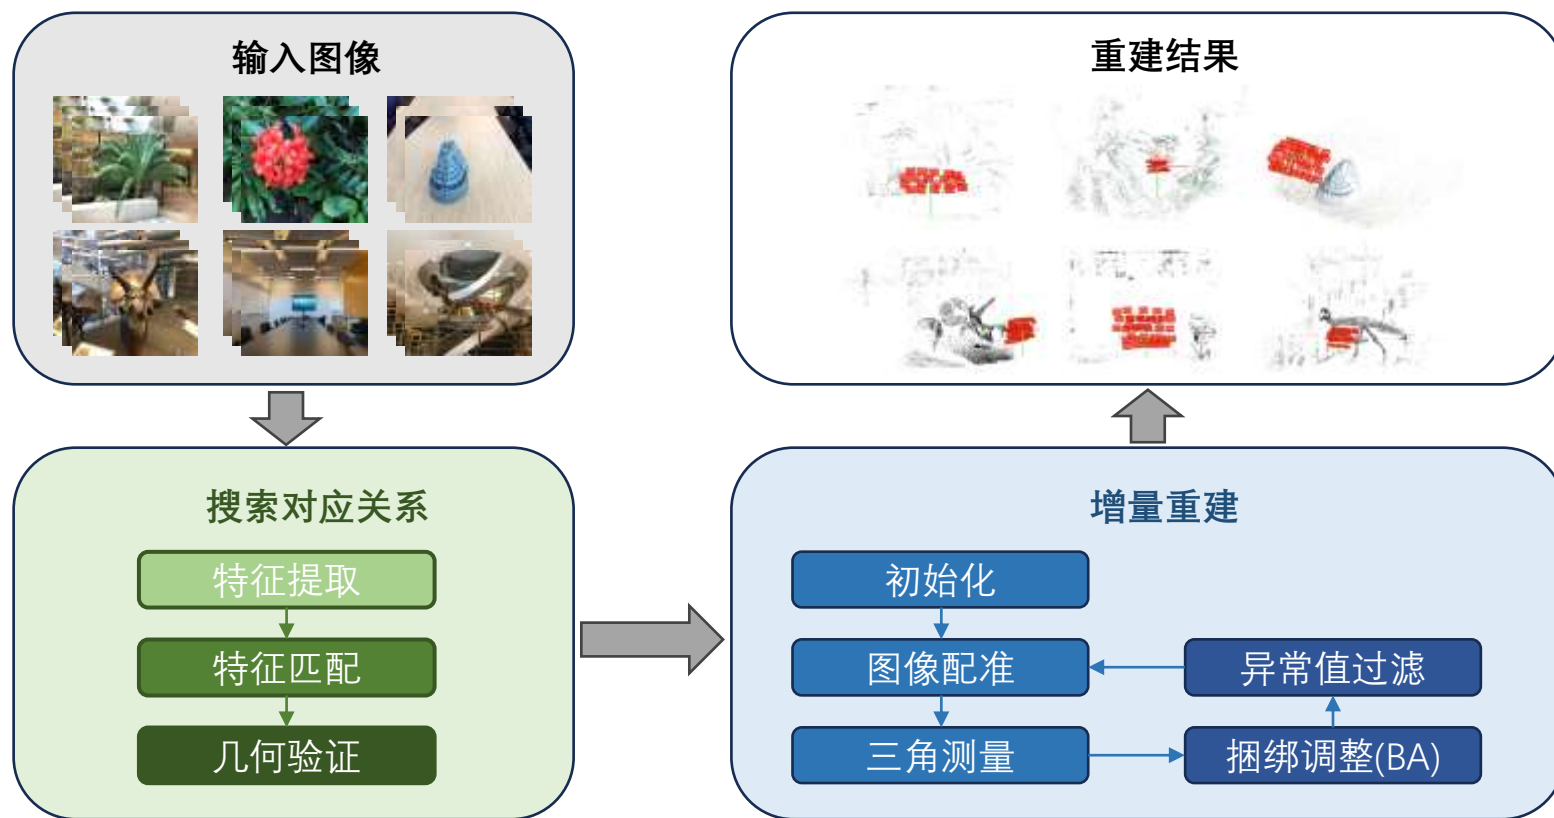 输入图像
重建结果
搜索对应关系
特征提取
特征匹配
几何验证
增量重建
初始化
图像配准
异常值过滤
三角测量
捆绑调整(BA)